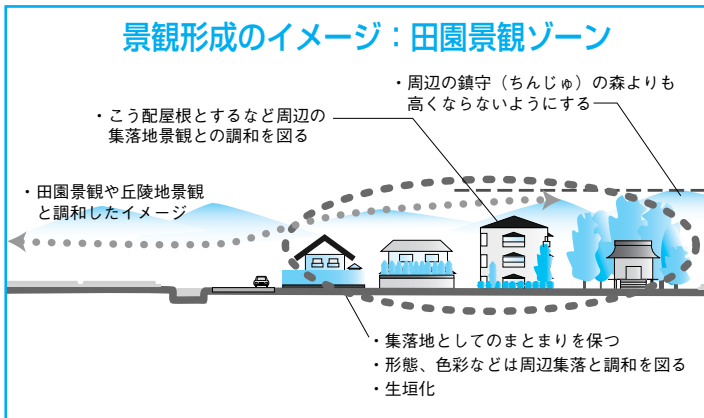 景観形成のイメージ：田園景観ゾーン
・周辺の鎮守（ちんじゅ）の森よりも
高くならないようにする
・こう配屋根とするなど周辺の
集落地景観との調和を図る
・田園景観や丘陵地景観
と調和したイメージ
・集落地としてのまとまりを保つ
・形態、色彩などは周辺集落と調和を図る
・生垣化